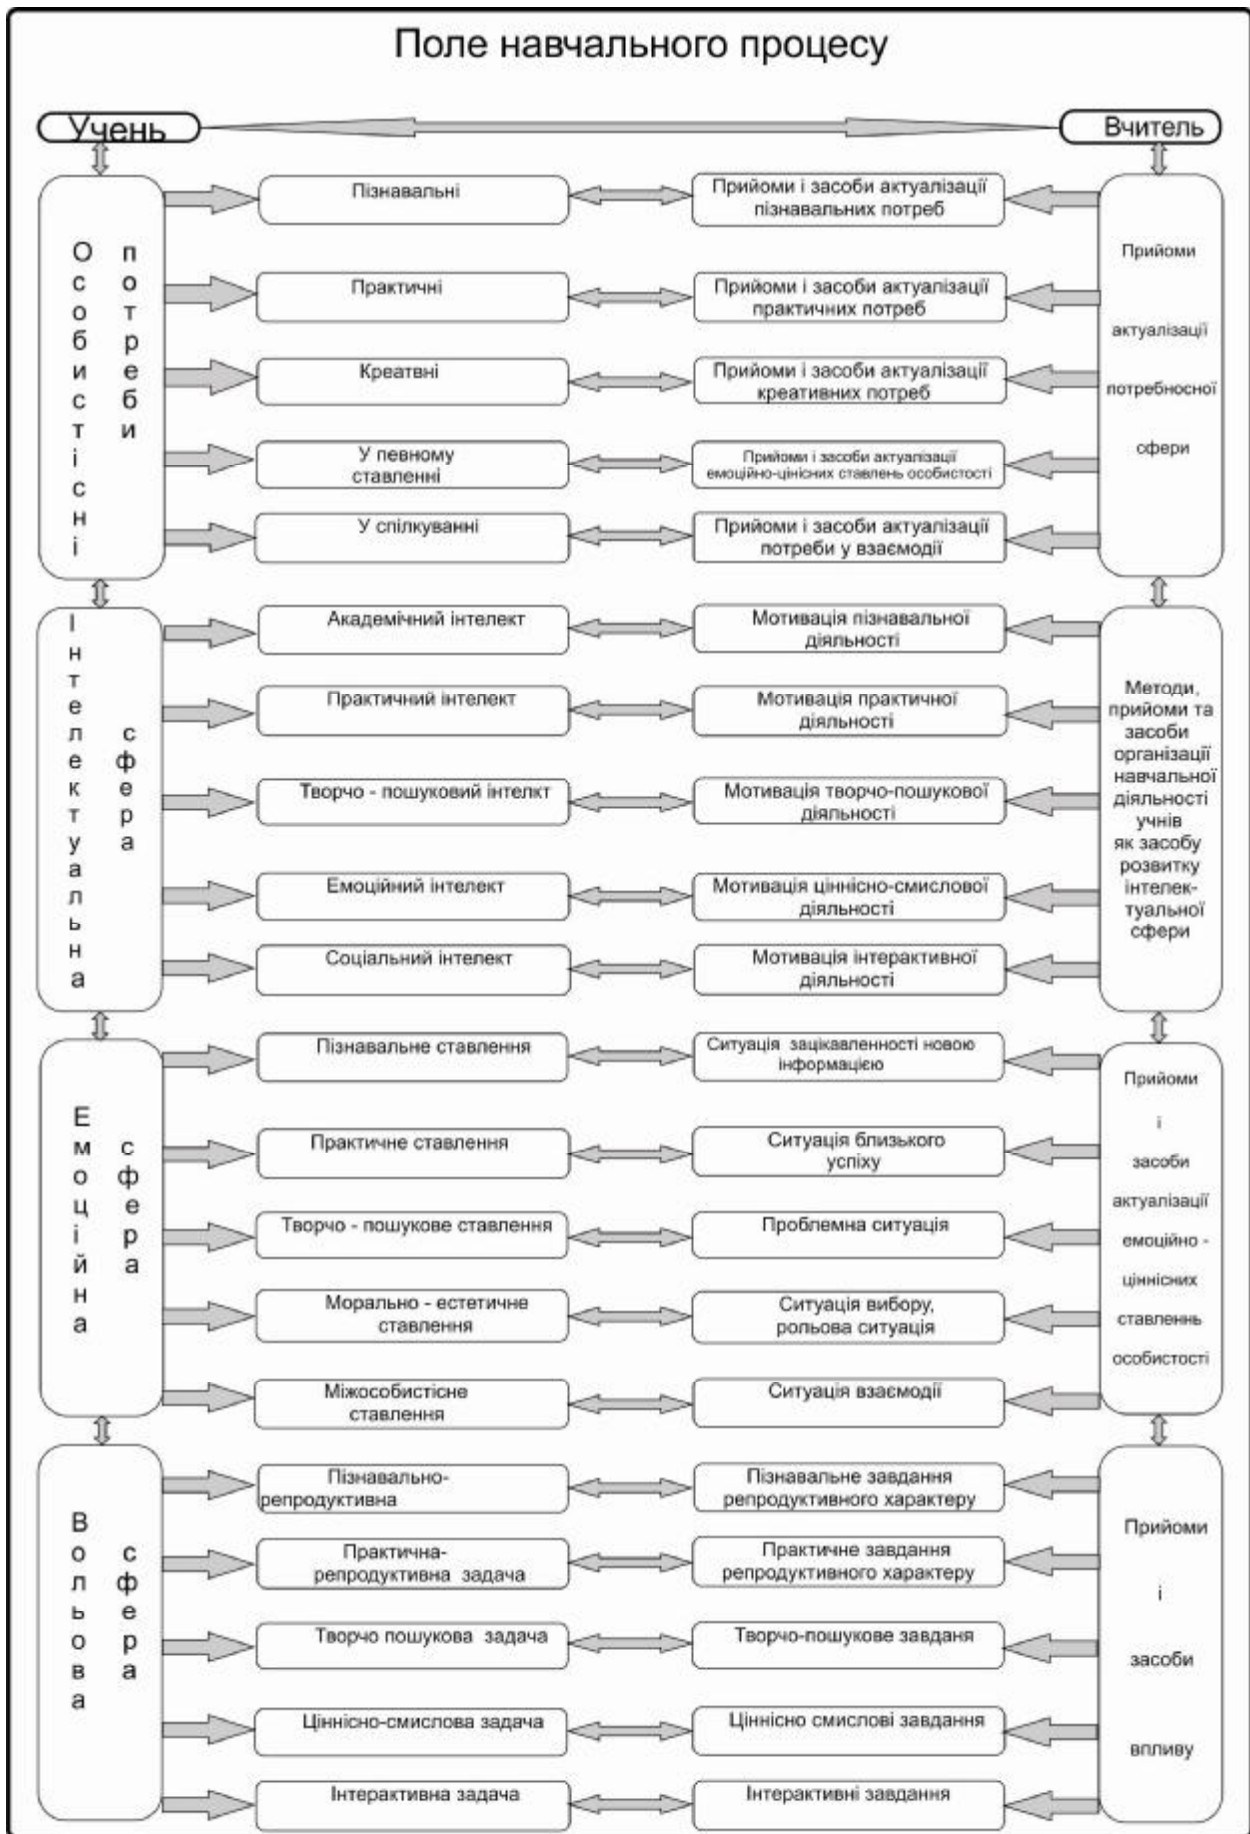 Поле навчального процесу
Учень
Вчитель
Особистісні
потреби
Пізнавальні
Прийоми і засоби актуалізації
пізнавальних потреб
Практичні
Прийоми і засоби актуалізації
практичних потреб
Креатвні
Прийоми і засоби актуалізації
креативних потреб
У певному
ставленні
Прийоми і засоби актуалізації
емоційно-цінісних ставлень особистості
У спілкуванні
Прийоми і засоби актуалізації
потреби у взаємодії
Прийоми
актуалізації
потребносної
сфери
Інтелектуальна
сфера
Академічний інтелект
Мотивація пізнавальної
діяльності
Практичний інтелект
Мотивація практичної
діяльності
Творчо - пошуковий інтелкт
Мотивація творчо-пошукової
діяльності
Емоційний інтелект
Мотивація ціннісно-смислової
діяльності
Соціальний інтелект
Мотивація інтерактивної
діяльності
Методи,
прийоми та
засоби
організації
навчальної
діяльності
учнів
як засобу
розвитку
інтелек-
туальної
сфери
Емоційна
сфера
Пізнавальне ставлення
Ситуація зацікавленності новою
інформацією
Практичне ставлення
Ситуація близького
успіху
Творчо - пошукове ставлення
Проблемна ситуація
Морально - естетичне
ставлення
Ситуація вибору,
рольова ситуація
Міжособистісне
ставлення
Ситуація взаємодії
Прийоми
і
засоби
актуалізації
емоційно -
ціннісних
ставленнь
особистості
Вольова
сфера
Пізнавально-
репродуктивна
Пізнавальне завдання
репродуктивного характеру
Практична-
репродуктивна задача
Практичне завдання
репродуктивного характеру
Творчо пошукова задача
Творчо-пошукове завданя
Ціннісно-смислова задача
Ціннісно смислові завдання
Інтерактивна задача
Інтерактивні завдання
Прийоми
і
засоби
впливу